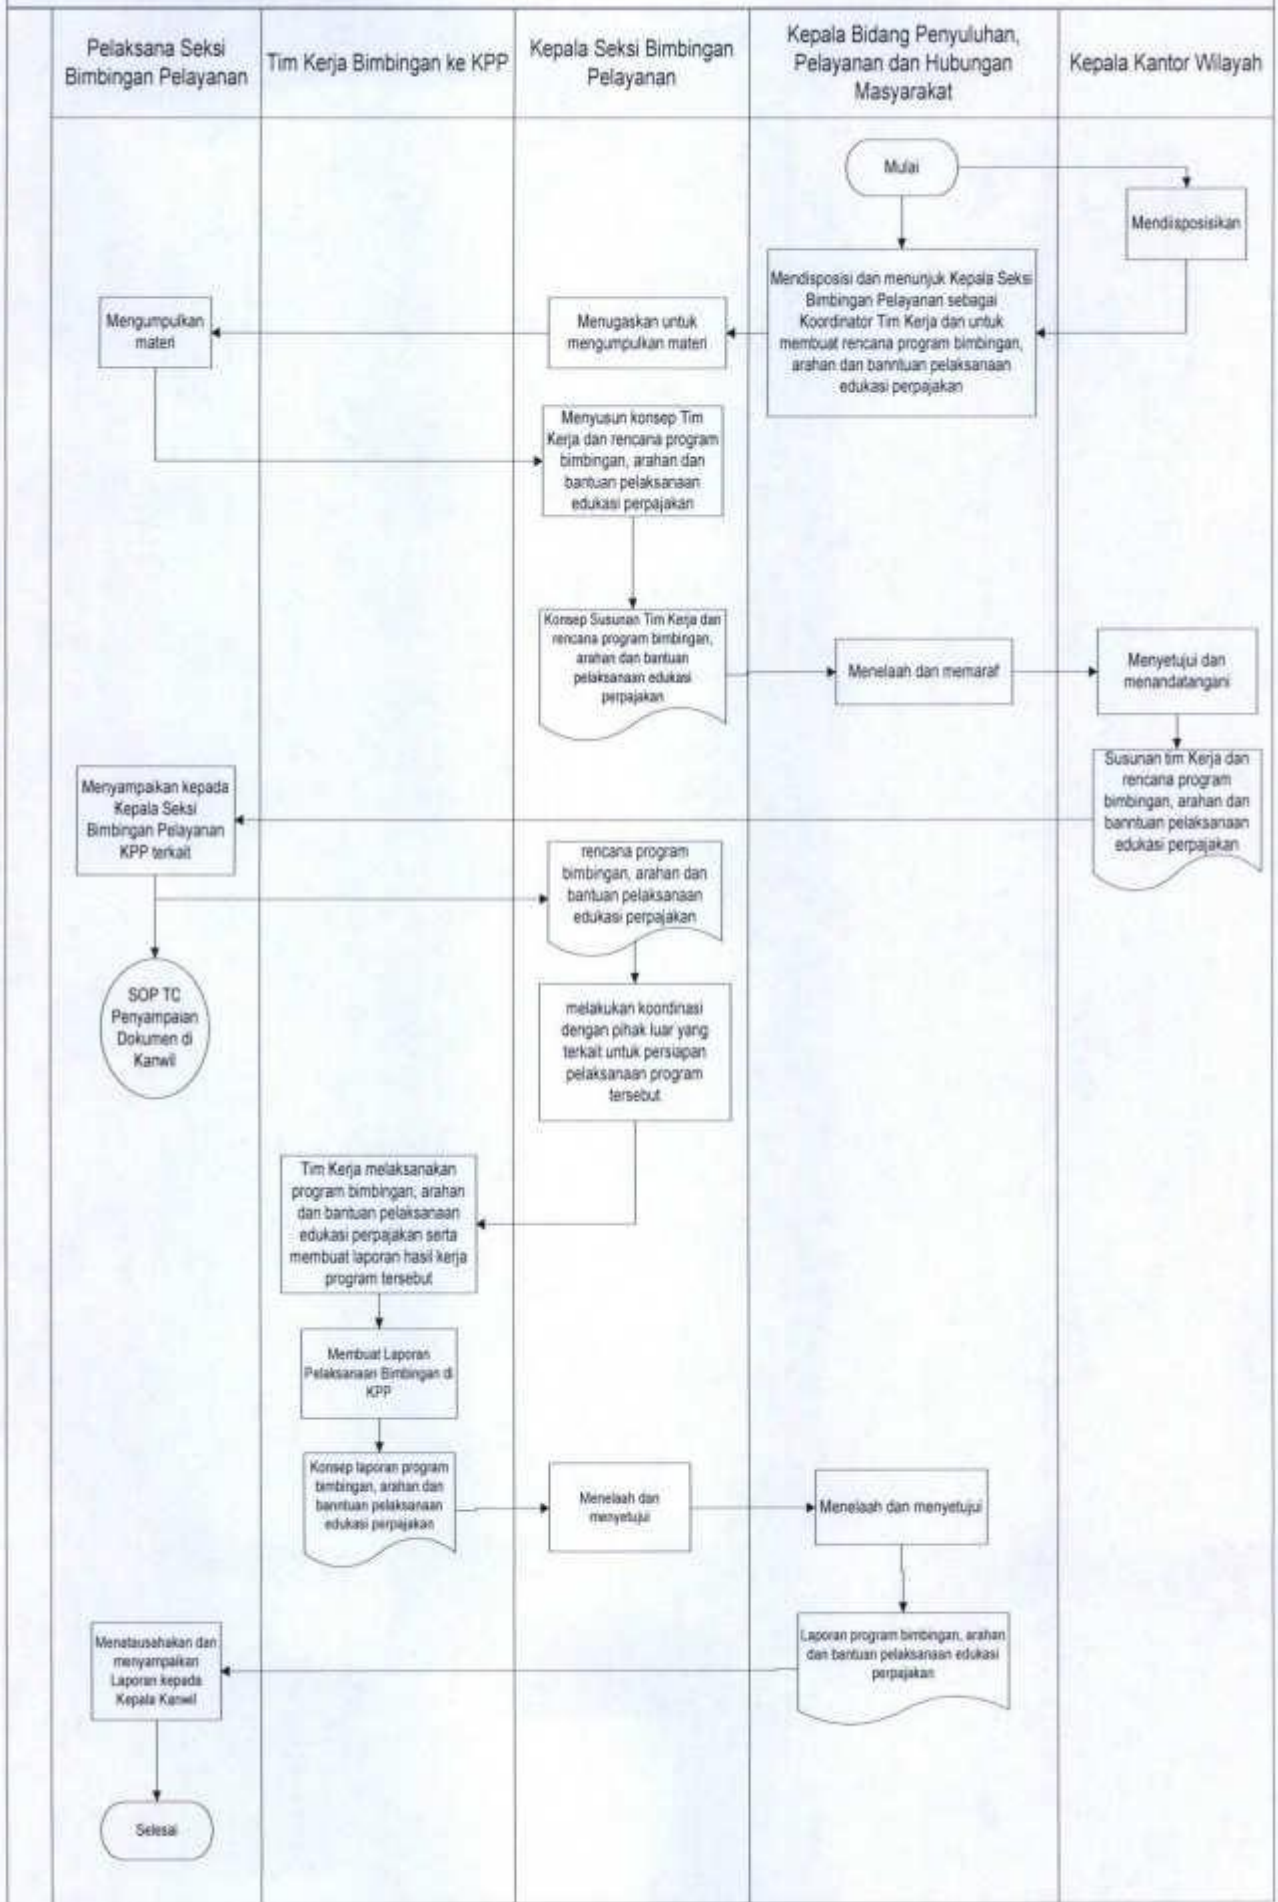 Pelaksana Seksi
Bimbingan Pelayanan
Tim Kerja Bimbingan ke KPP
Kepala Seksi Bimbingan
Pelayanan
Kepala Bidang Penyuluhan,
Pelayanan dan Hubungan
Masyarakat
Kepala Kantor Wilayah
Mulai
Mendiisposisikan
Mendisposisi dan menunjuk Kepala Seksi
Bimbingan Pelayanan sebagai
Koordinator Tim Kerja dan untuk
membuat rencana program bimbingan,
arahan dan banntuan pelaksanaan
edukasi perpajakan
Menugaskan untuk
mengumpulkan materi
Mengumpulkan
materi
Menyusun konsep Tim
Kerja dan rencana program
bimbingan, arahan dan
bantuan pelaksanaan
edukasi perpajakan
Konsep Susunan Tim Kerja dan
rencana program bimbingan,
arahan dan bantuan
pelaksanaan edukasi
perpajakan
Menelaah dan memaraf
Menyetujui dan
menandatangani
Susunan tim Kerja dan
rencana program
bimbingan, arahan dan
banntuan pelaksanaan
edukasi perpajakan
Menyampaikan kepada
Kepala Seksi
Bimbingan Pelayanan
KPP terkait
rencana program
bimbingan, arahan dan
bantuan pelaksanaan
edukasi perpajakan
SOP TC
Penyampaian
Dokumen di
Kanwil
melakukan koordinasi
dengan pihak luar yang
terkait untuk persiapan
pelaksanaan program
tersebut
Tim Kerja melaksanakan
program bimbingan, arahan
dan bantuan pelaksanaan
edukasi perpajakan serta
membuat laporan hasil kerja
program tersebut
Membuat Laporan
Pelaksanaan Bimbingan di
KPP
Konsep laporan program
bimbingan, arahan dan
banntuan pelaksanaan
edukasi perpajakan
Menelaah dan
menyetujui
Menelaah dan menyetujui
Laporan program bimbingan, arahan
dan bantuan pelaksanaan edukasi
perpajakan
Menatausahakan dan
menyampaikan
Laporan kepada
Kepala Kanwil
Selesai